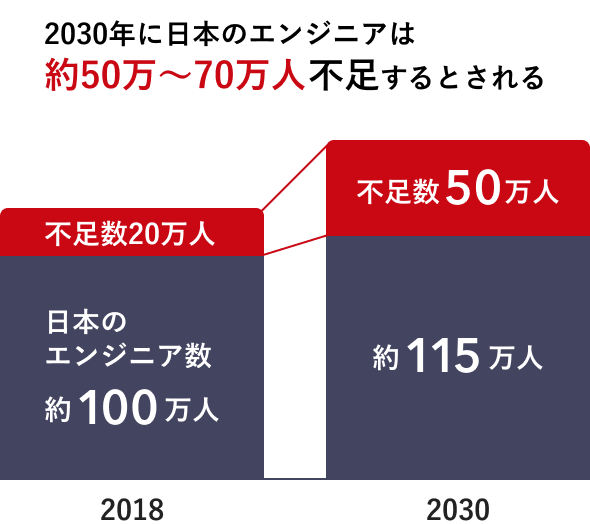 2030年に日本のエンジニアは
約50万〜70万人不足するとされる
不足数20万人
日本の
エンジニア数
約100万人
不足数50万人
約115万人
2018
2030